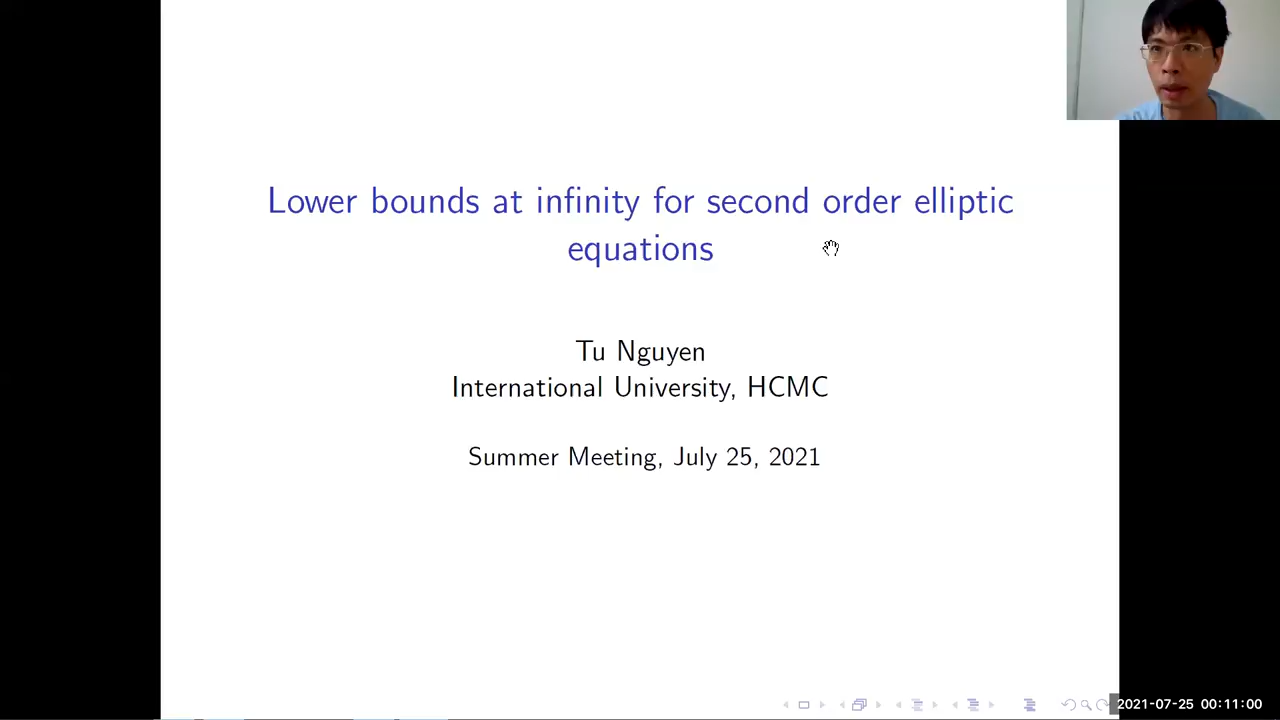 Lower bounds at infinity for second order elliptic
equations
Tu Nguyen
International University, HCMC
Summer Meeting, July 25, 2021
2021-07-25 00:11:00